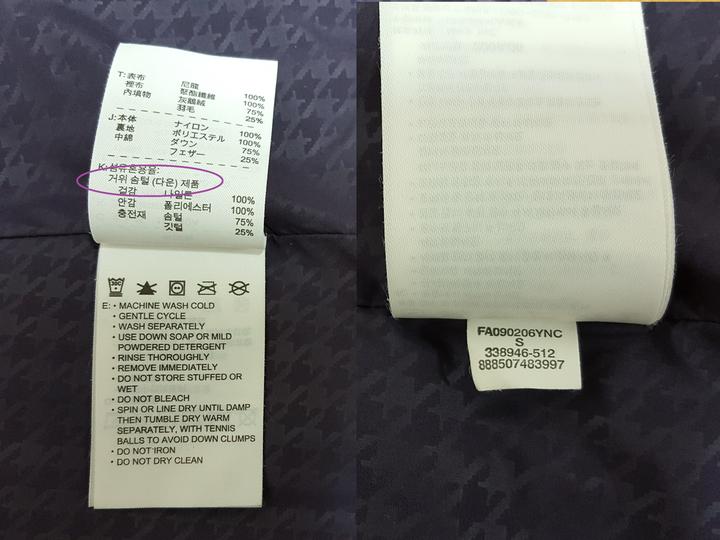 T: 表布 尼龍 100%
裡布 聚酯纖維 100%
內填物 灰鵝絨 75%
羽毛 25%
J: 本体 ナイロン 100%
裏地 ポリエステル 100%
中綿 ダウン 75%
フェザー 25%
K: 섬유혼용율:
거위 솜털 (다운) 제품
겉감 나일론 100%
안감 폴리에스터 100%
충전재 솜털 75%
깃털 25%
30C
E: • MACHINE WASH COLD
• GENTLE CYCLE
• WASH SEPARATELY
• USE DOWN SOAP OR MILD
POWDERED DETERGENT
• RINSE THOROUGHLY
• REMOVE IMMEDIATELY
• DO NOT STORE STUFFED OR
WET
• DO NOT BLEACH
• SPIN OR LINE DRY UNTIL DAMP
THEN TUMBLE DRY WARM
SEPARATELY, WITH TENNIS
BALLS TO AVOID DOWN CLUMPS
• DO NOT IRON
• DO NOT DRY CLEAN
FA090206YNC
S
338946-512
888507483997